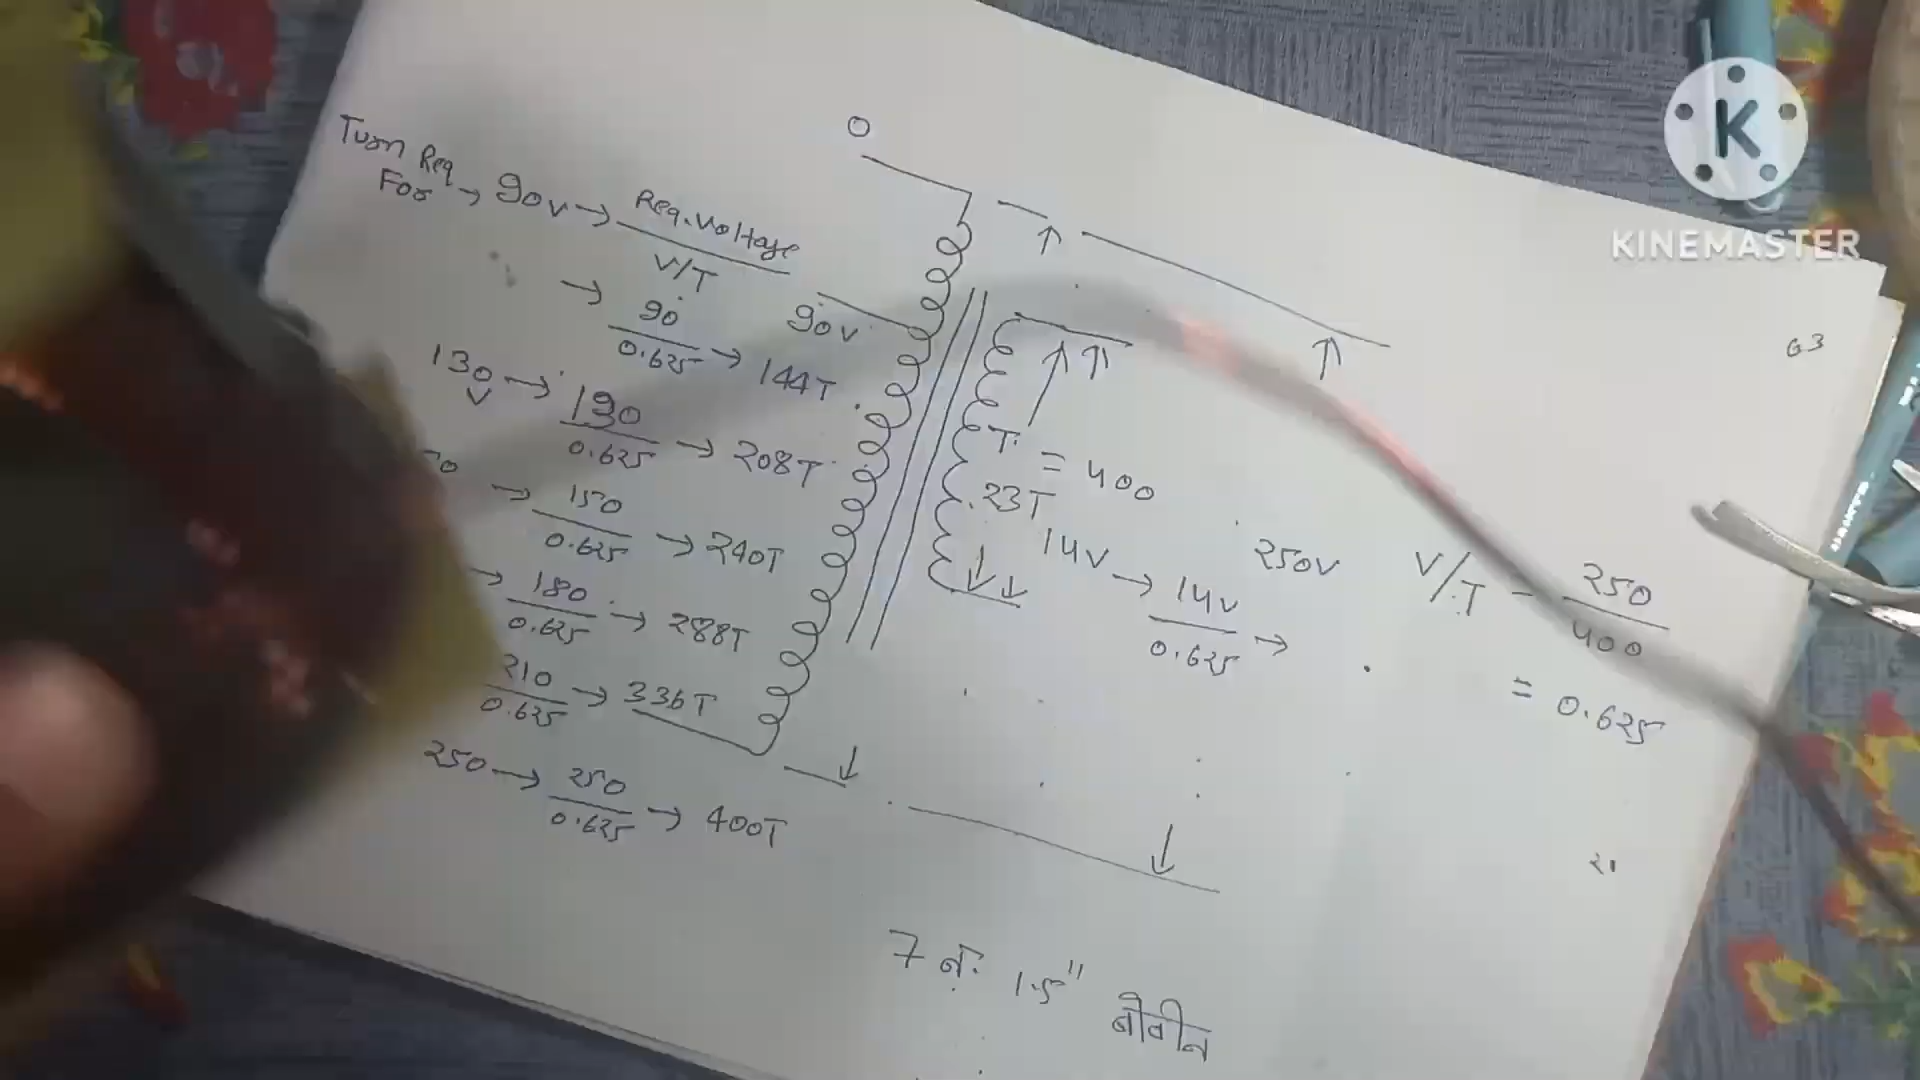 Turn Req
For → 90v → Req. Voltage
V/T
→ 90
0.625 → 144T
130
V → 130
0.625 → 208T
→ 150
0.625 → 240T
→ 180
0.625 → 288T
210
0.625 → 336T
250 → 250
0.625 → 400T
0
90v
T = 400
23T
14V → 14V
0.625 →
250v
V/T - 250
400
= 0.625
63
21
7 नं. 1.5" बोबीन
K
KINEMASTER